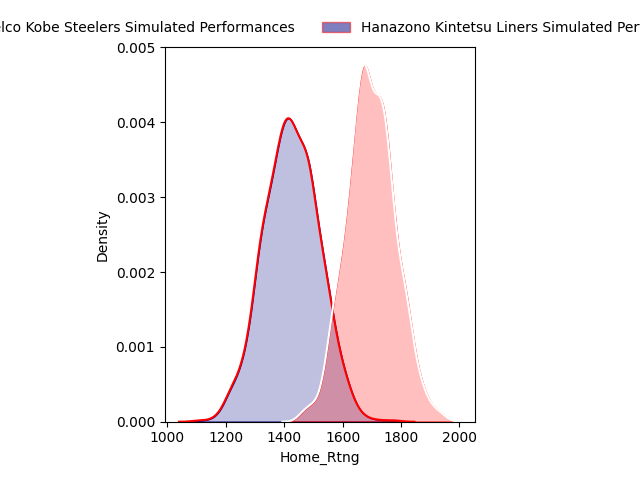 lco Kobe Steelers Simulated Performances
Hanazono Kintetsu Liners Simulated Per
0.005
0.004
0.003
0.002
0.001
0.000
Density
1000 1200 1400 1600 1800 2000
Home_Rtng